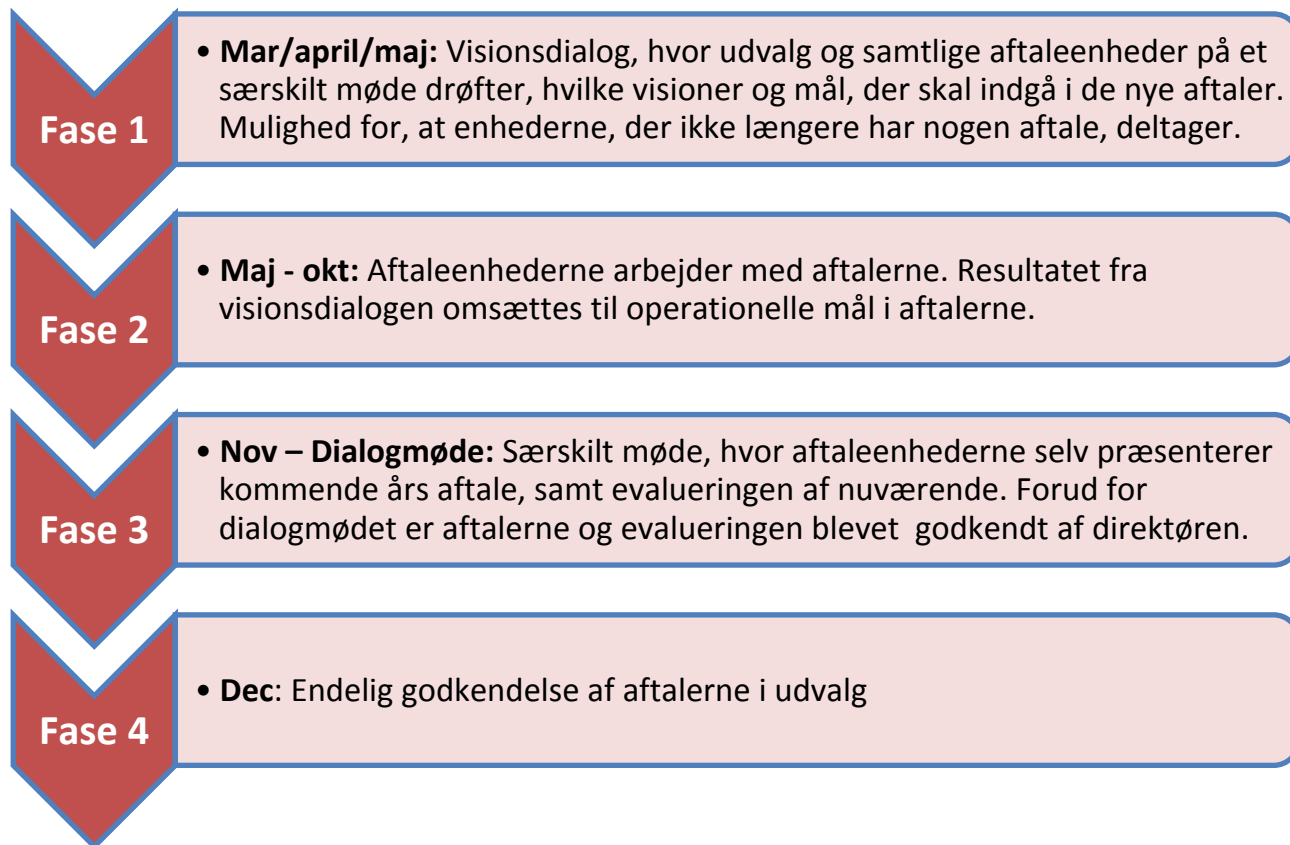 Fase 1
• Mar/april/maj: Visionsdialog, hvor udvalg og samtlige aftaleenheder på et
særskilt møde drøfter, hvilke visioner og mål, der skal indgå i de nye aftaler.
Mulighed for, at enhederne, der ikke længere har nogen aftale, deltager.
Fase 2
• Maj - okt: Aftaleenhederne arbejder med aftalerne. Resultatet fra
visionsdialogen omsættes til operationelle mål i aftalerne.
Fase 3
• Nov – Dialogmøde: Særskilt møde, hvor aftaleenhederne selv præsenterer
kommende års aftale, samt evalueringen af nuværende. Forud for
dialogmødet er aftalerne og evalueringen blevet  godkendt af direktøren.
Fase 4
• Dec: Endelig godkendelse af aftalerne i udvalg